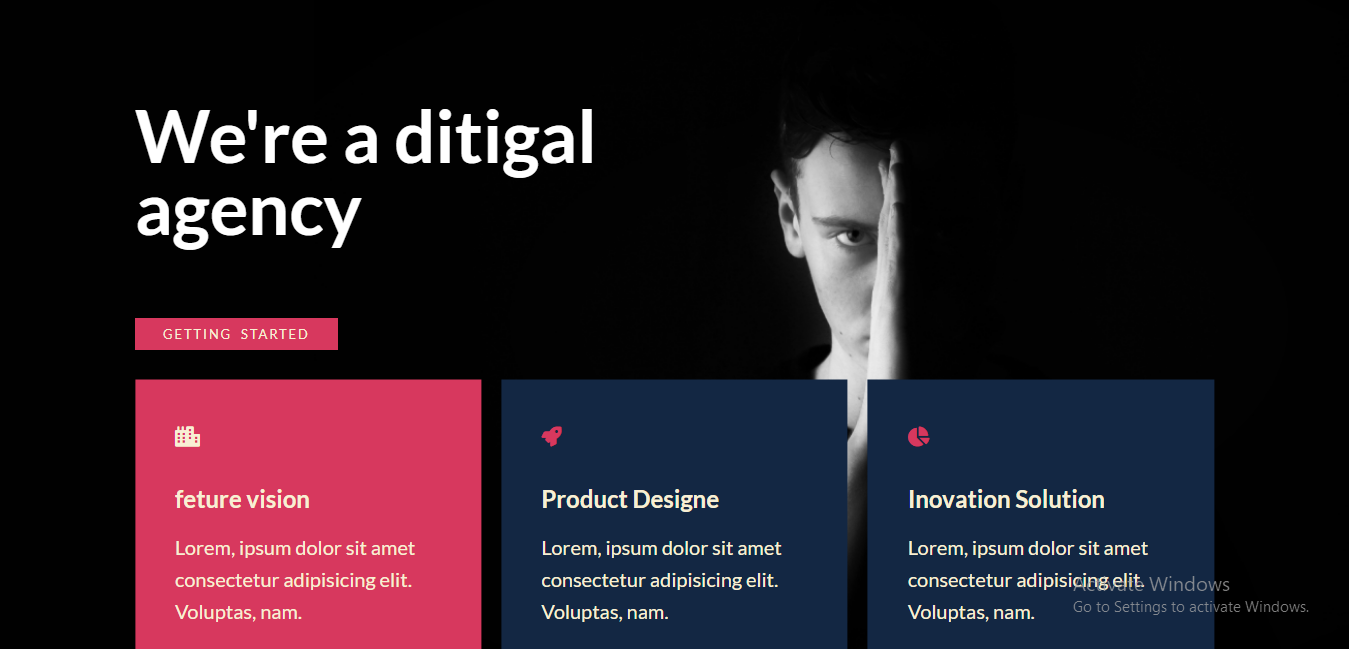 We're a ditigal
agency
GETTING STARTED
feture vision
Lorem, ipsum dolor sit amet
consectetur adipisicing elit.
Voluptas, nam.
Product Designe
Lorem, ipsum dolor sit amet
consectetur adipisicing elit.
Voluptas, nam.
Inovation Solution
Lorem, ipsum dolor sit amet
consectetur adipisicing elit.
Voluptas, nam.
Activate Windows
Go to Settings to activate Windows.